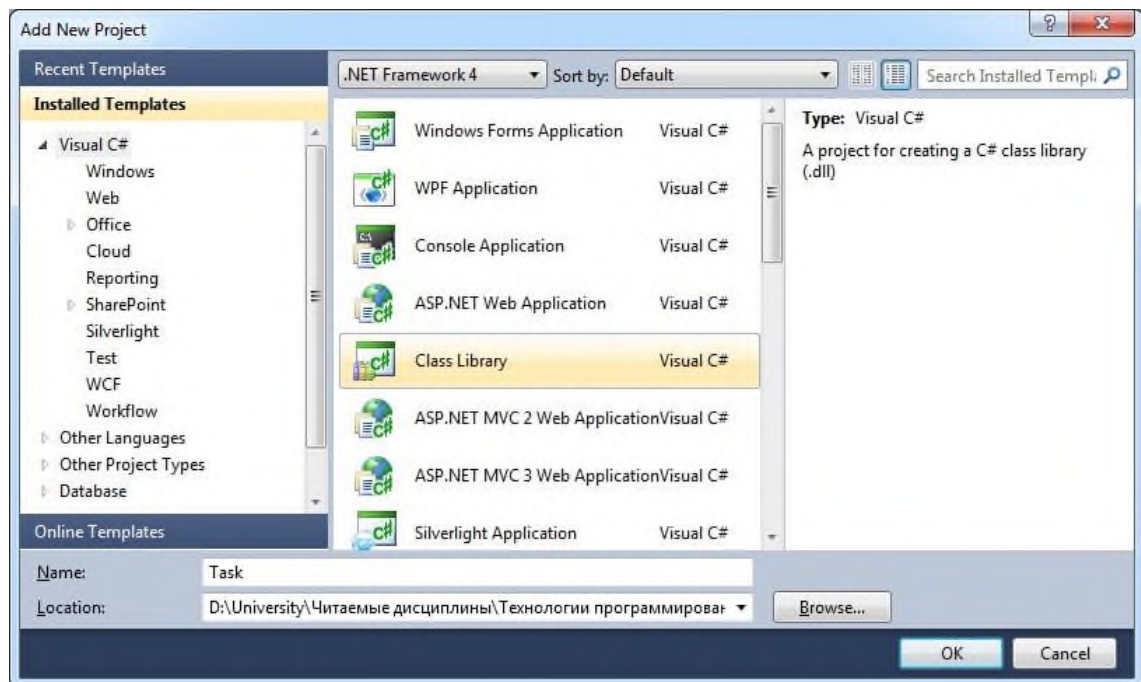 Add New Project
Recent Templates
Installed Templates
Visual C#
Windows
Web
Office
Cloud
Reporting
SharePoint
Silverlight
Test
WCF
Workflow
Other Languages
Other Project Types
Database
Online Templates
.NET Framework 4
Sort by: Default
Search Installed Templ
Windows Forms Application Visual C#
WPF Application Visual C#
Console Application Visual C#
ASP.NET Web Application Visual C#
Class Library Visual C#
ASP.NET MVC 2 Web Application Visual C#
ASP.NET MVC 3 Web Application Visual C#
Silverlight Application Visual C#
Type: Visual C#
A project for creating a C# class library
(.dll)
Name: Task
Location: D:\University\Читаемые дисциплины\Технологии программирован
Browse...
OK Cancel